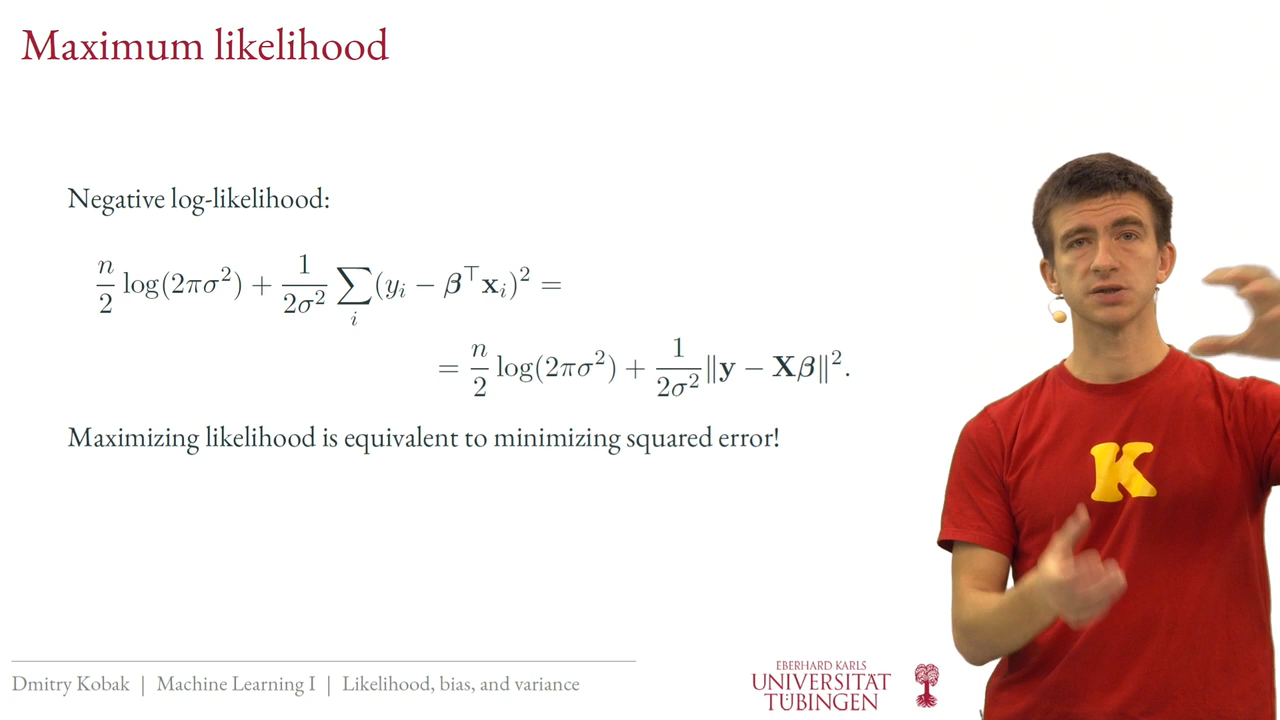 Maximum likelihood
Negative log-likelihood:
n/2 log(2πσ²) + 1/(2σ²) ∑_i (y_i − β^⊤ x_i)² =
= n/2 log(2πσ²) + 1/(2σ²) ‖y − Xβ‖².
Maximizing likelihood is equivalent to minimizing squared error!
K
Dmitry Kobak | Machine Learning I | Likelihood, bias, and variance
EBERHARD KARLS
UNIVERSITÄT
TÜBINGEN